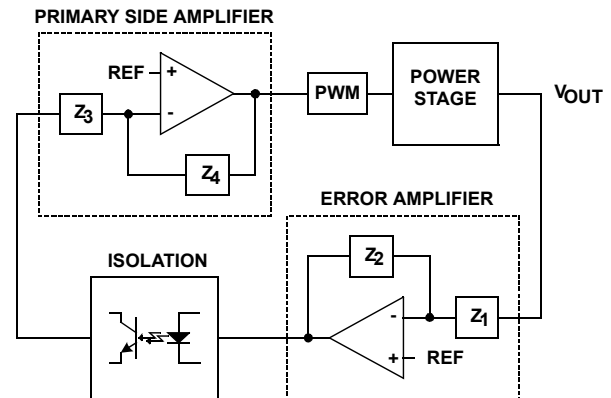 PRIMARY SIDE AMPLIFIER
REF
+
-
Z3
Z4
PWM
POWER
STAGE
VOUT
ERROR AMPLIFIER
ISOLATION
Z2
-
+
REF
Z1